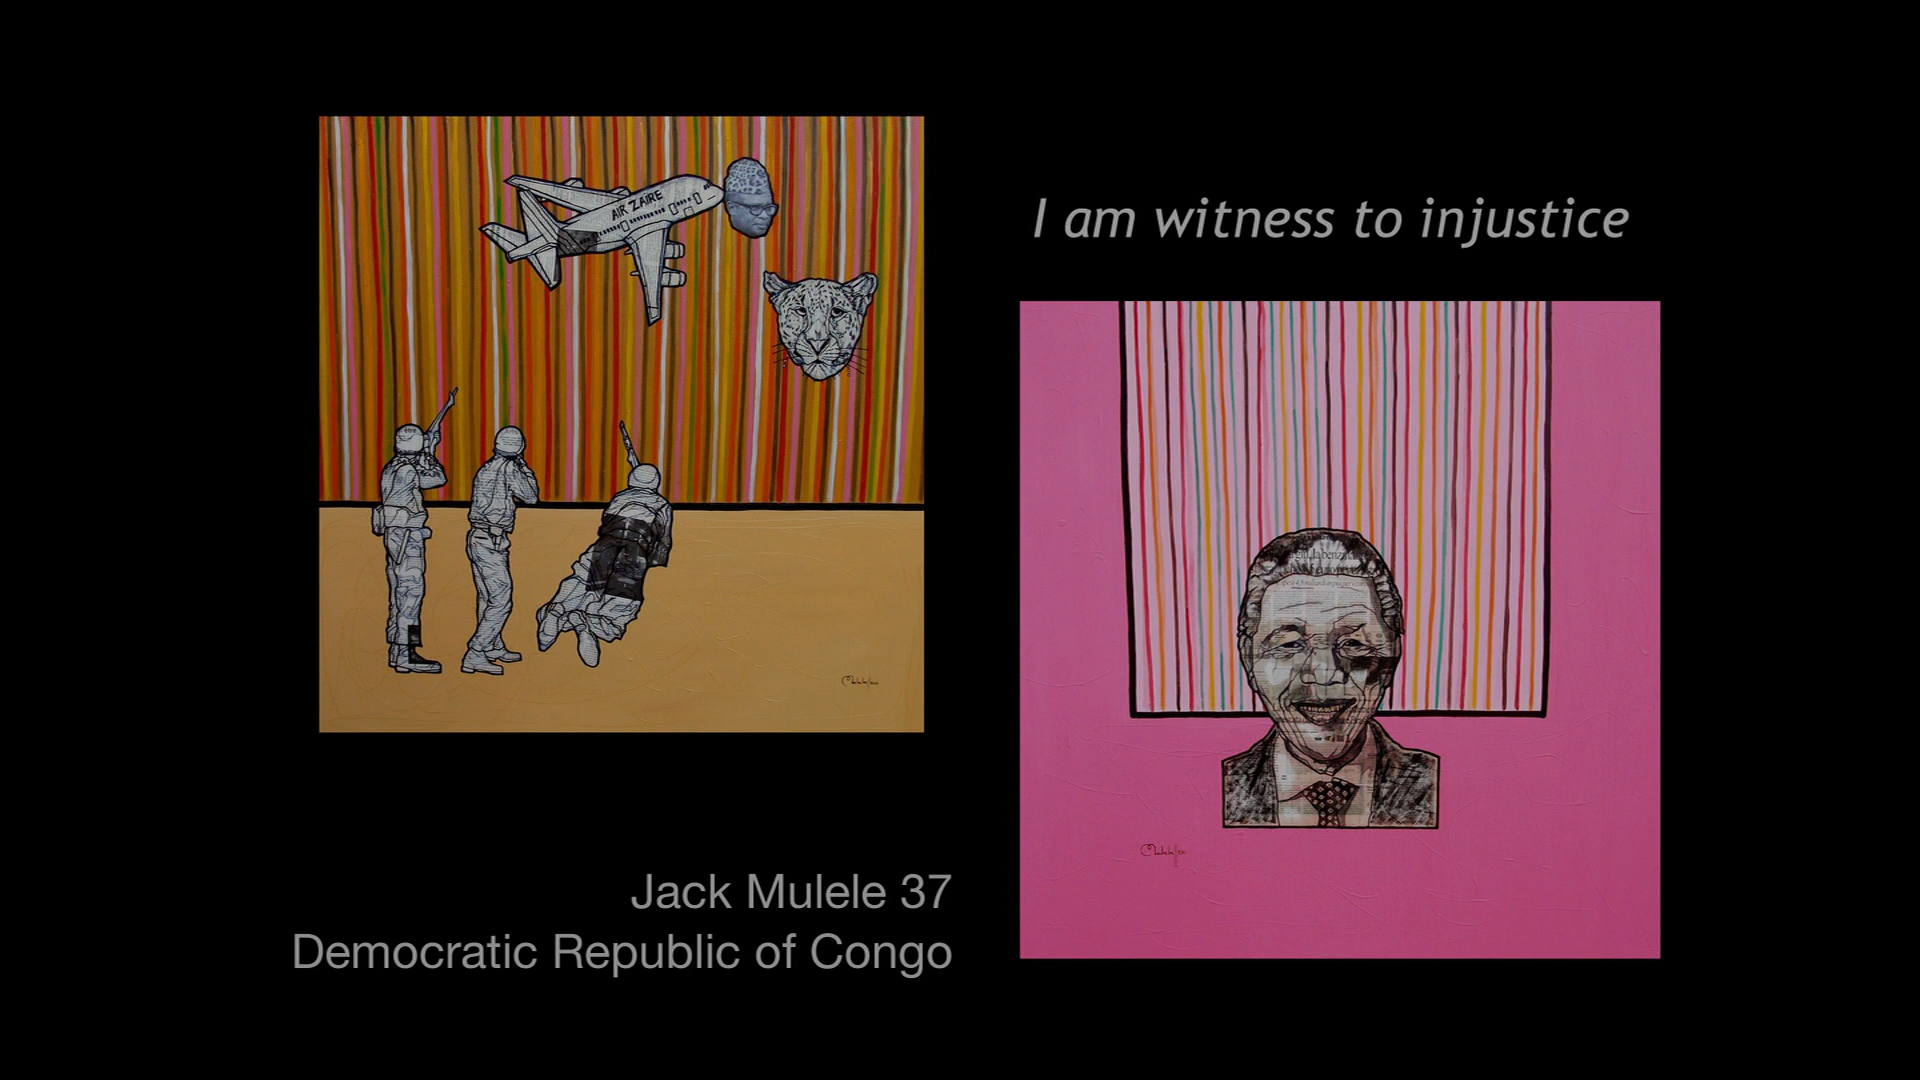 AIR ZAIRE
I am witness to injustice
Jack Mulele 37
Democratic Republic of Congo